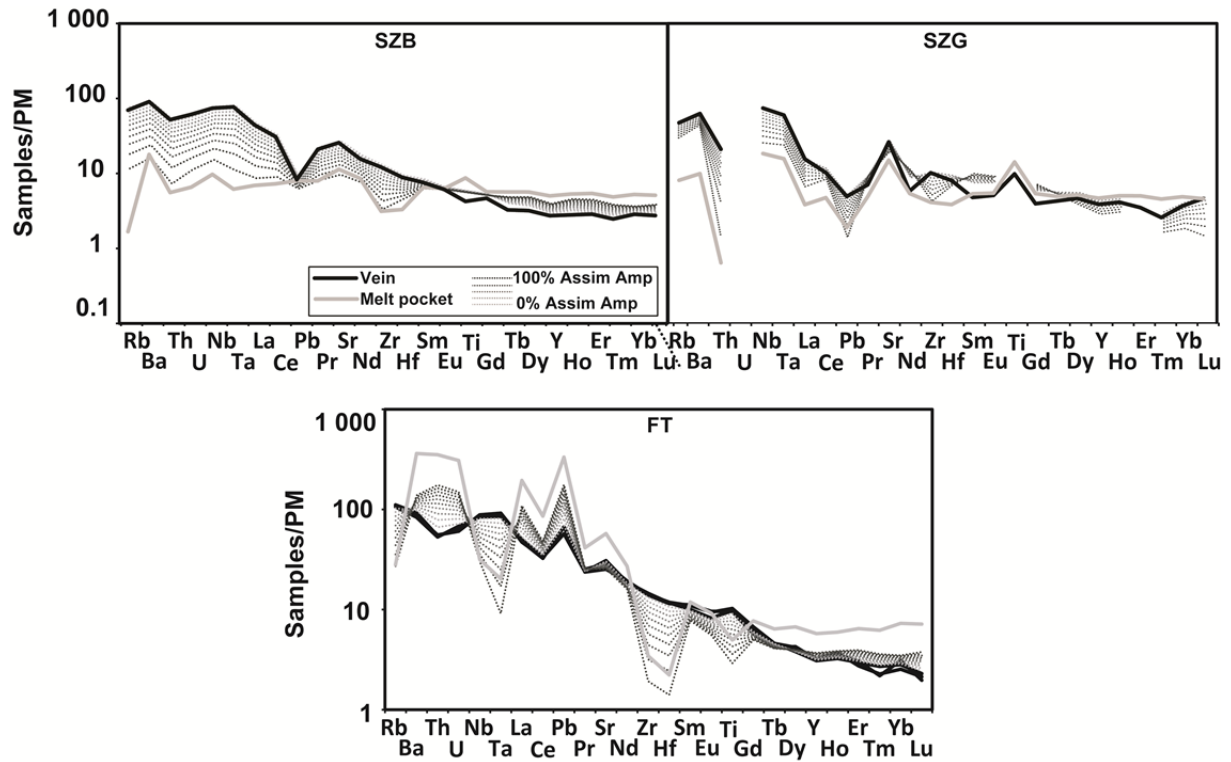 SZB
SZG
1 000
100
10
1
0.1
Samples/PM
Vein
Melt pocket
100% Assim Amp
0% Assim Amp
Rb Th Nb La Pb Sr Zr Sm Ti Tb Y Er Yb
Ba U Ta Ce Pr Nd Hf Eu Gd Dy Ho Tm Lu
Rb Th Nb La Pb Sr Zr Sm Ti Tb Y Er Yb
Ba U Ta Ce Pr Nd Hf Eu Gd Dy Ho Tm Lu
FT
1 000
100
10
1
Samples/PM
Rb Th Nb La Pb Sr Zr Sm Ti Tb Y Er Yb
Ba U Ta Ce Pr Nd Hf Eu Gd Dy Ho Tm Lu